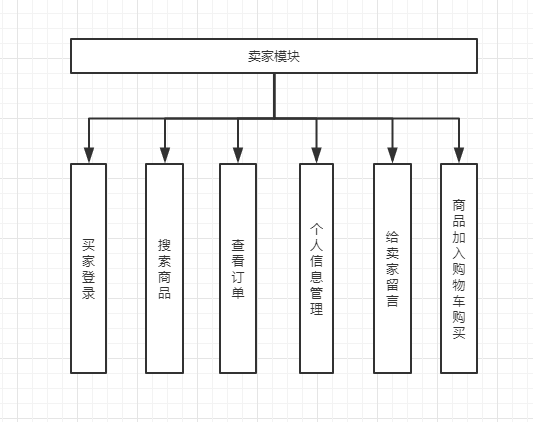 卖家模块
买家登录
搜索商品
查看订单
个人信息管理
给卖家留言
商品加入购物车购买